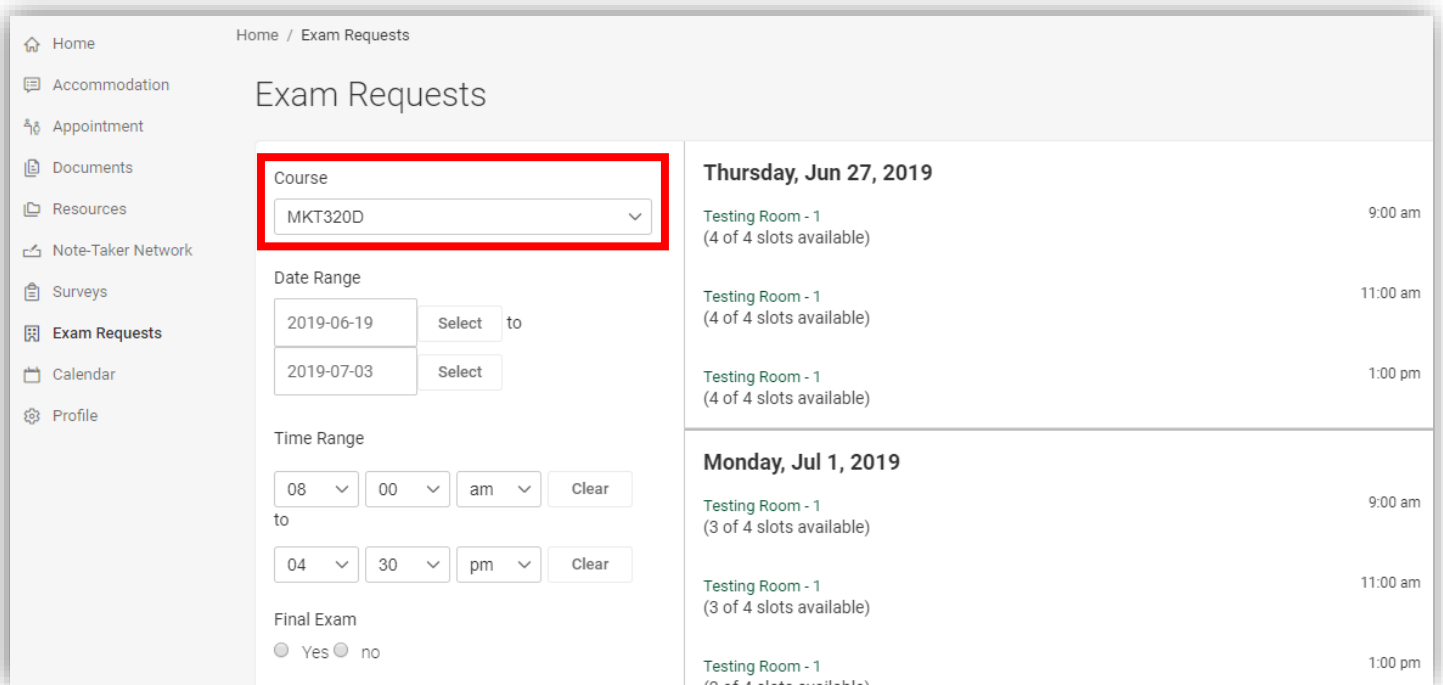 Home
Accommodation
Appointment
Documents
Resources
Note-Taker Network
Surveys
Exam Requests
Calendar
Profile
Home / Exam Requests
Exam Requests
Course
MKT320D
Date Range
2019-06-19 Select to
2019-07-03 Select
Time Range
08 00 am Clear
to
04 30 pm Clear
Final Exam
Yes no
Thursday, Jun 27, 2019
Testing Room - 1 9:00 am
(4 of 4 slots available)
Testing Room - 1 11:00 am
(4 of 4 slots available)
Testing Room - 1 1:00 pm
(4 of 4 slots available)
Monday, Jul 1, 2019
Testing Room - 1 9:00 am
(3 of 4 slots available)
Testing Room - 1 11:00 am
(3 of 4 slots available)
Testing Room - 1 1:00 pm
of 4 slots available)